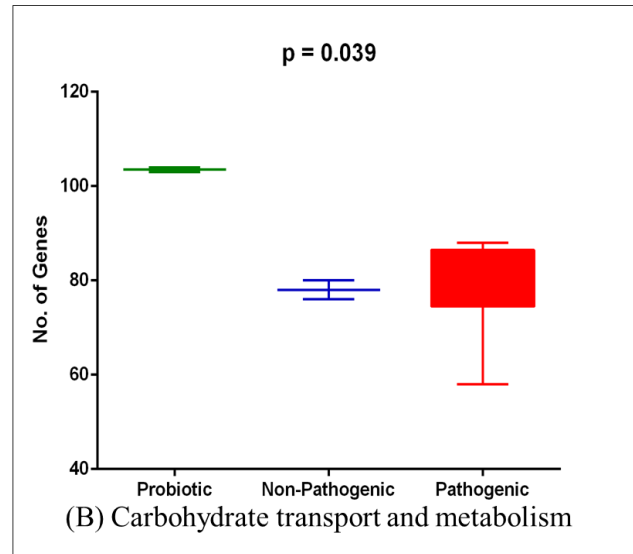 p = 0.039
120
100
80
60
40
No. of Genes
Probiotic Non-Pathogenic Pathogenic
(B) Carbohydrate transport and metabolism